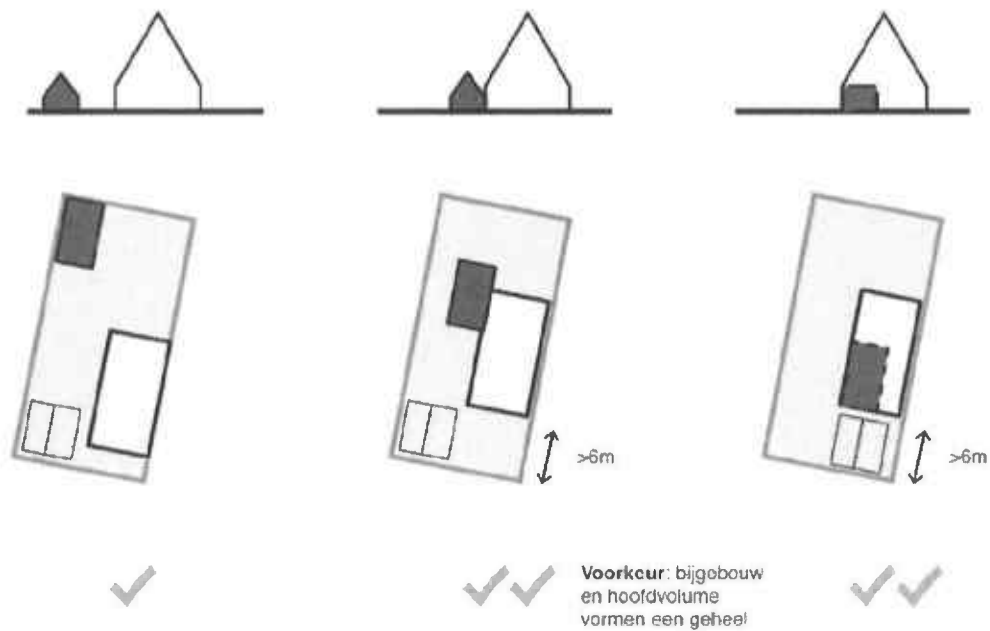 >6m
>6m
Voorkeur: bijgebouw
en hoofdvolume
vormen een geheel